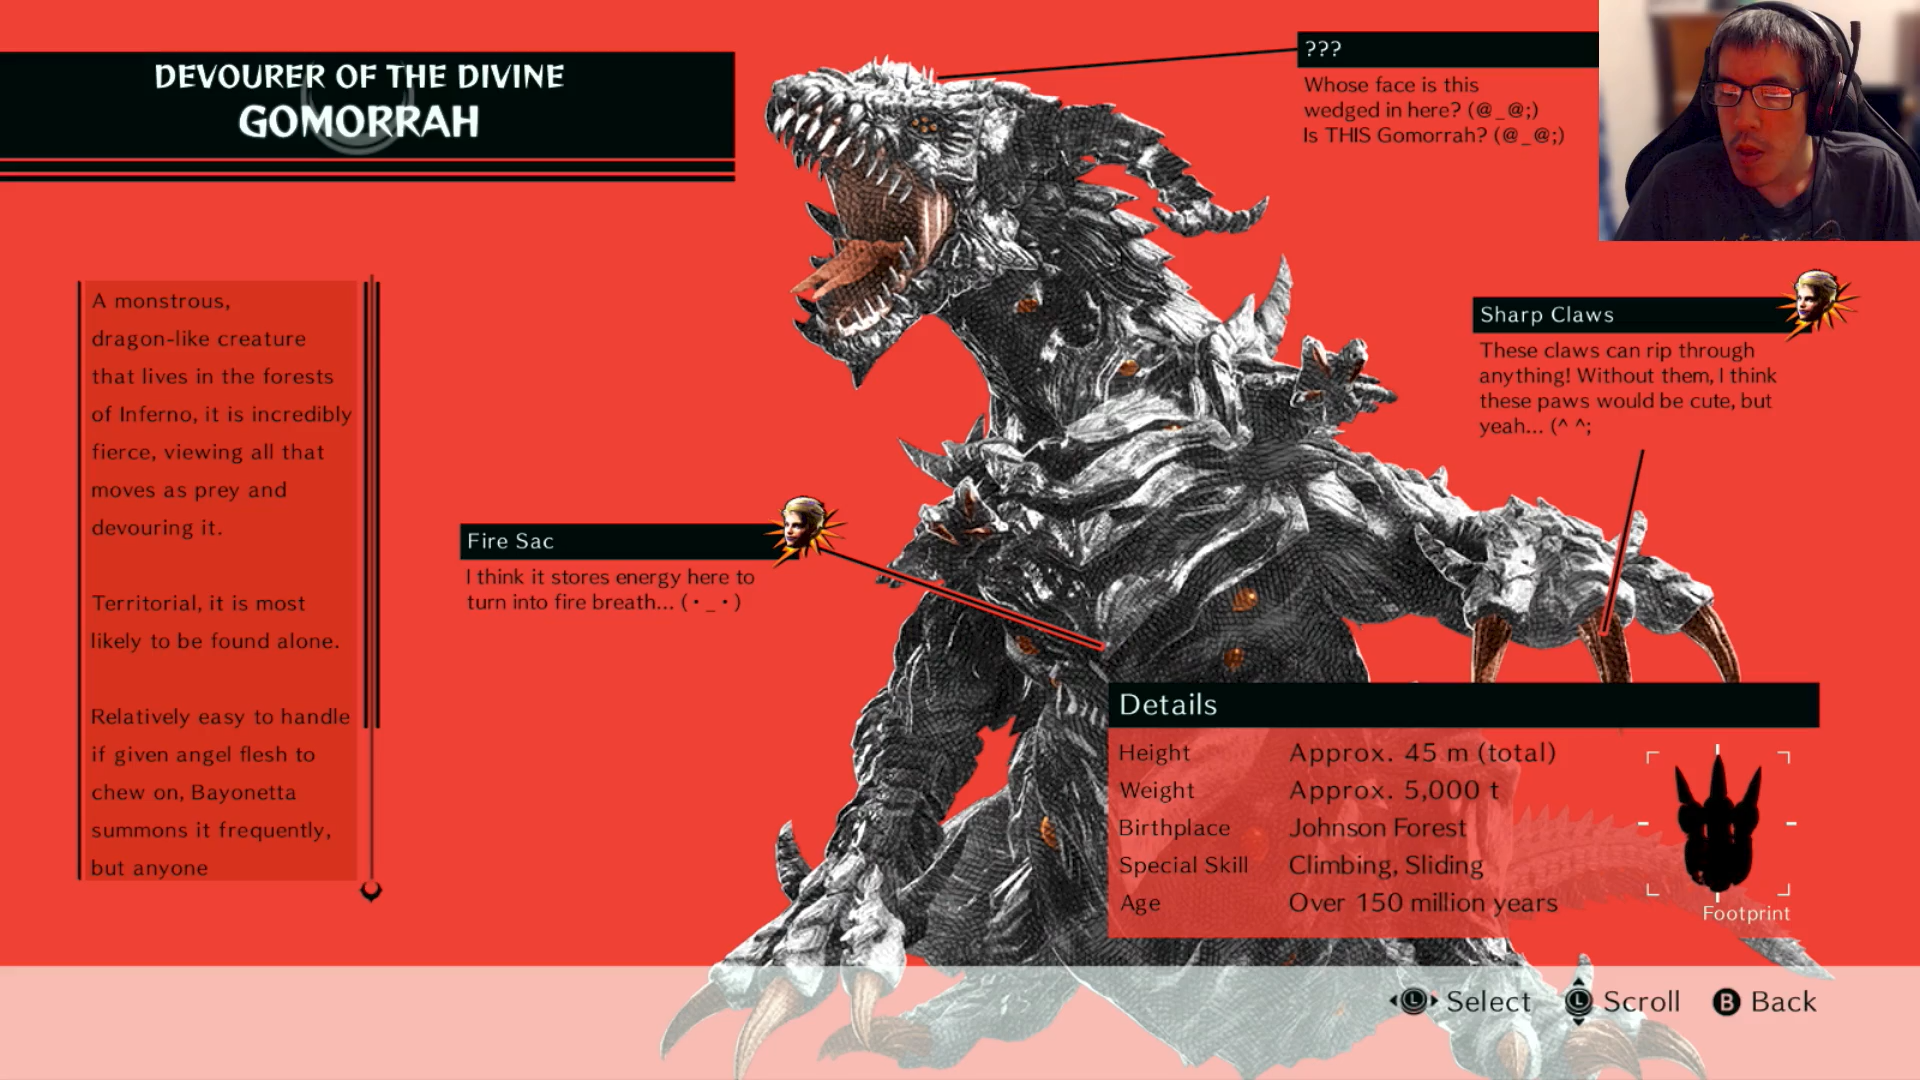 DEVOURER OF THE DIVINE
GOMORRAH
A monstrous,
dragon-like creature
that lives in the forests
of Inferno, it is incredibly
fierce, viewing all that
moves as prey and
devouring it.
Territorial, it is most
likely to be found alone.
Relatively easy to handle
if given angel flesh to
chew on, Bayonetta
summons it frequently,
but anyone
Fire Sac
I think it stores energy here to
turn into fire breath... (・_・)
???
Whose face is this
wedged in here? (@_@;)
Is THIS Gomorrah? (@_@;)
Sharp Claws
These claws can rip through
anything! Without them, I think
these paws would be cute, but
yeah... (^ ^;
Details
Height Approx. 45 m (total)
Weight Approx. 5,000 t
Birthplace Johnson Forest
Special Skill Climbing, Sliding
Age Over 150 million years
Footprint
L Select L Scroll B Back